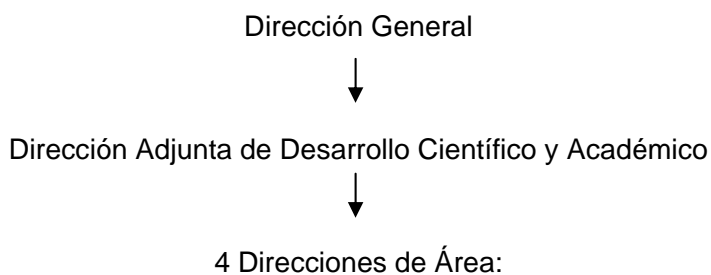 Dirección General
Dirección Adjunta de Desarrollo Científico y Académico
4 Direcciones de Área: